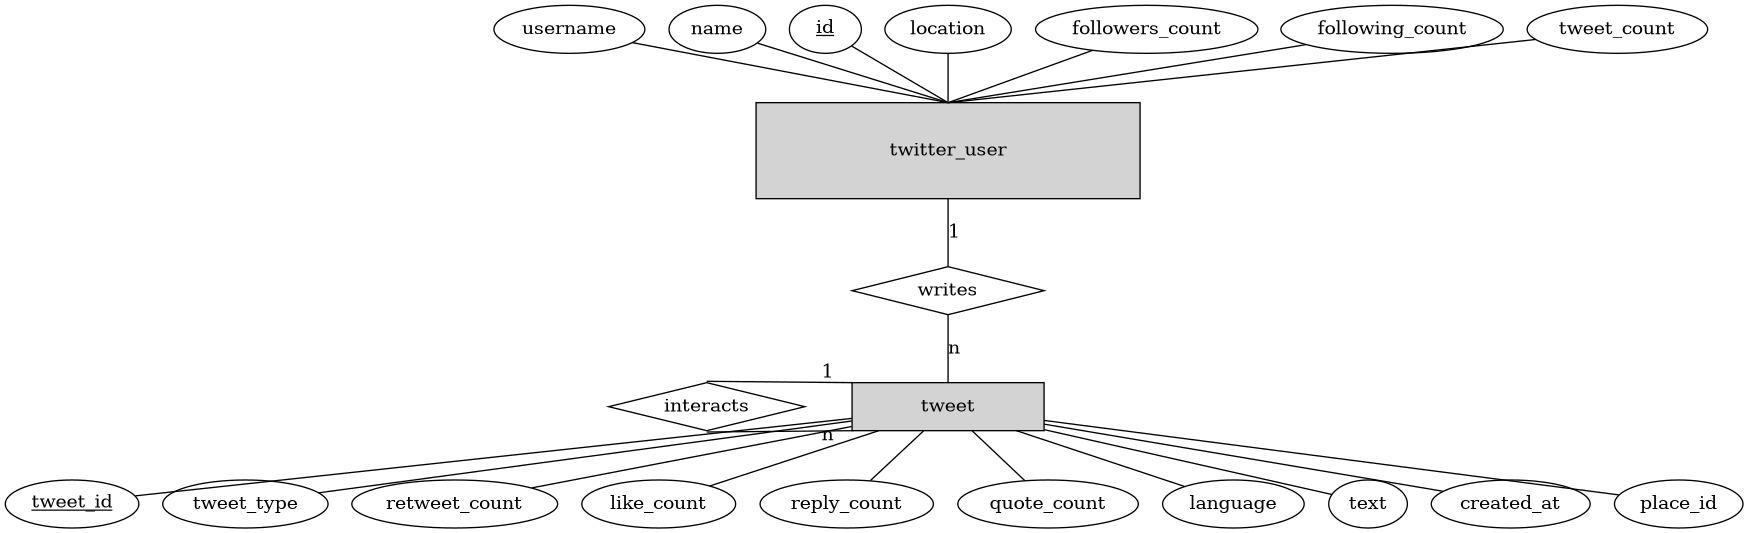 username
name
id
location
followers_count
following_count
tweet_count
twitter_user
1
writes
n
1
interacts
tweet
n
tweet_id
tweet_type
retweet_count
like_count
reply_count
quote_count
language
text
created_at
place_id